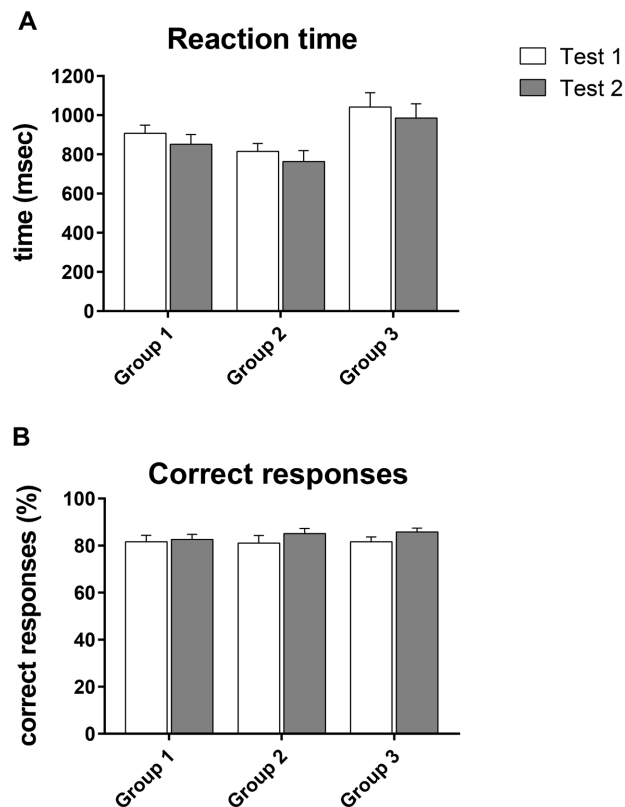 A
Reaction time
Test 1
Test 2
time (msec)
1200
1000
800
600
400
200
0
Group 1
Group 2
Group 3
B
Correct responses
correct responses (%)
100
80
60
40
20
0
Group 1
Group 2
Group 3